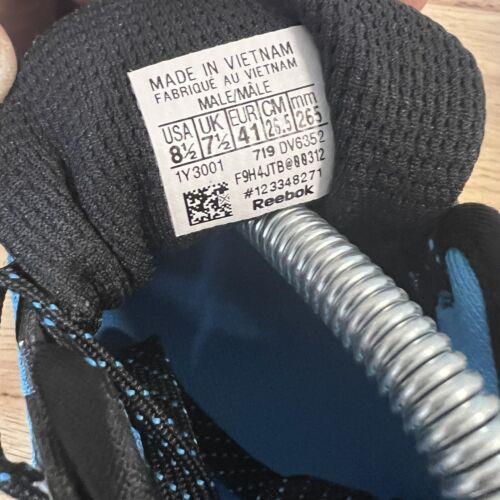 MADE IN VIETNAM
FABRIQUE AU VIETNAM
MALE/MÂLE
USA UK EUR CM mm
8½ 7½ 41 26.5 265
1Y3001 719 DV6352
F9H4JTB@00312
#123348271
Reebok